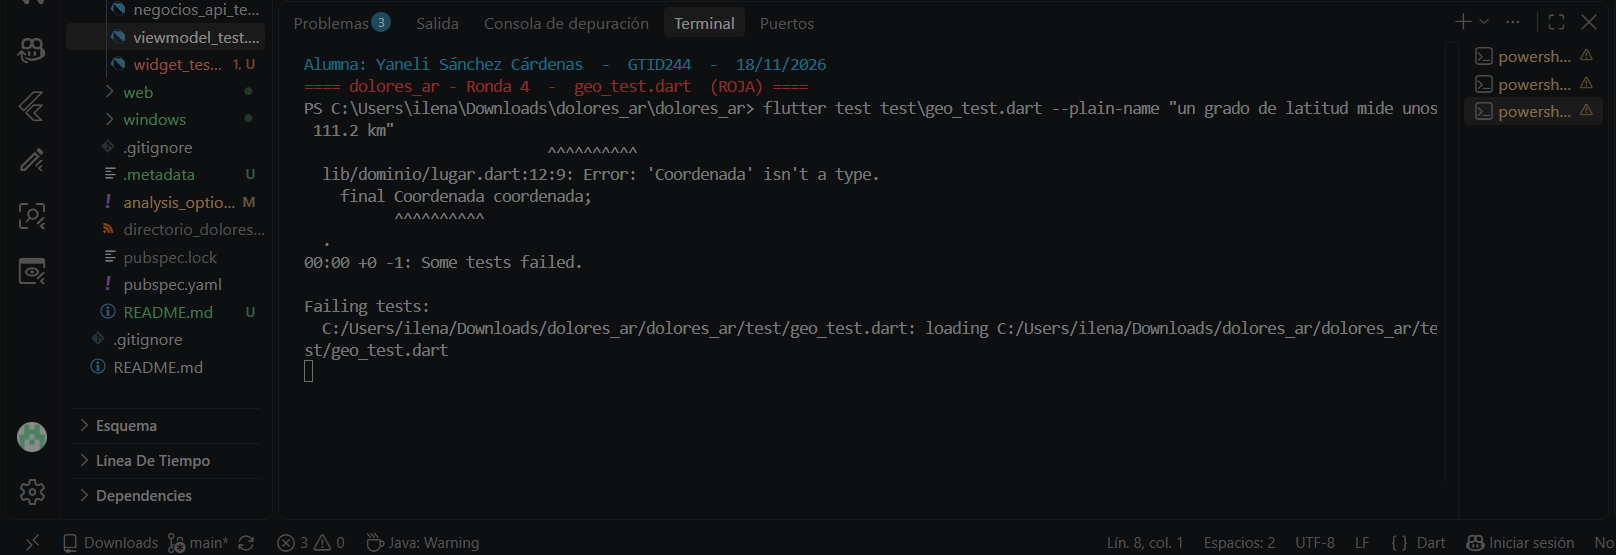 negocios_api_te...
viewmodel_test....
widget_tes... 1, U
web
windows
.gitignore
.metadata U
analysis_optio... M
directorio_dolores...
pubspec.lock
pubspec.yaml
README.md U
.gitignore
README.md
Esquema
Línea De Tiempo
Dependencies
Problemas 3 Salida Consola de depuración Terminal Puertos
Alumna: Yaneli Sánchez Cárdenas - GTID244 - 18/11/2026
==== dolores_ar - Ronda 4 - geo_test.dart (ROJA) ====
PS C:\Users\ilena\Downloads\dolores_ar\dolores_ar> flutter test test\geo_test.dart --plain-name "un grado de latitud mide unos
111.2 km"
^^^^^^^^^^
lib/dominio/lugar.dart:12:9: Error: 'Coordenada' isn't a type.
final Coordenada coordenada;
^^^^^^^^^^
.
00:00 +0 -1: Some tests failed.
Failing tests:
C:/Users/ilena/Downloads/dolores_ar/dolores_ar/test/geo_test.dart: loading C:/Users/ilena/Downloads/dolores_ar/dolores_ar/te
st/geo_test.dart
powersh...
powersh...
powersh...
Downloads main* 3 0 Java: Warning Lín. 8, col. 1 Espacios: 2 UTF-8 LF { } Dart Iniciar sesión No